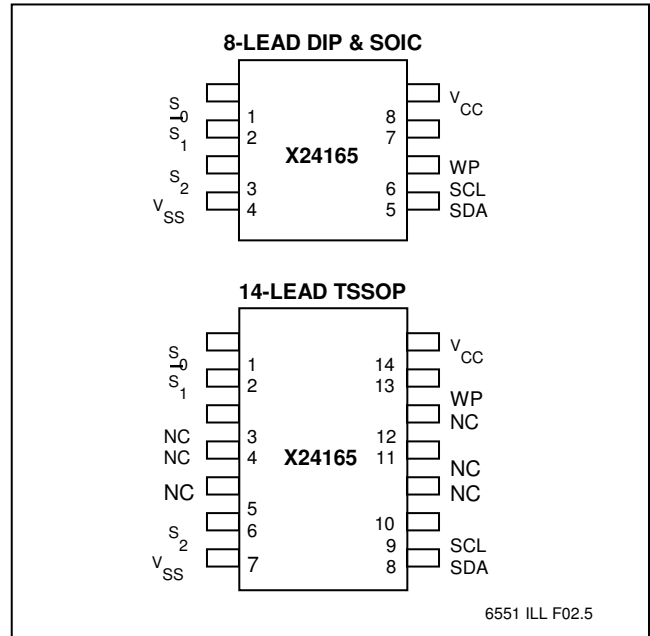 8-LEAD DIP & SOIC
S0 1 8 VCC
S̅1 2 7 WP
X24165
S2 3 6 SCL
VSS 4 5 SDA
14-LEAD TSSOP
S0 1 14 VCC
S̅1 2 13 WP
NC 3 12 NC
NC 4 X24165 11 NC
NC 5 10 NC
S2 6 9 SCL
VSS 7 8 SDA
6551 ILL F02.5